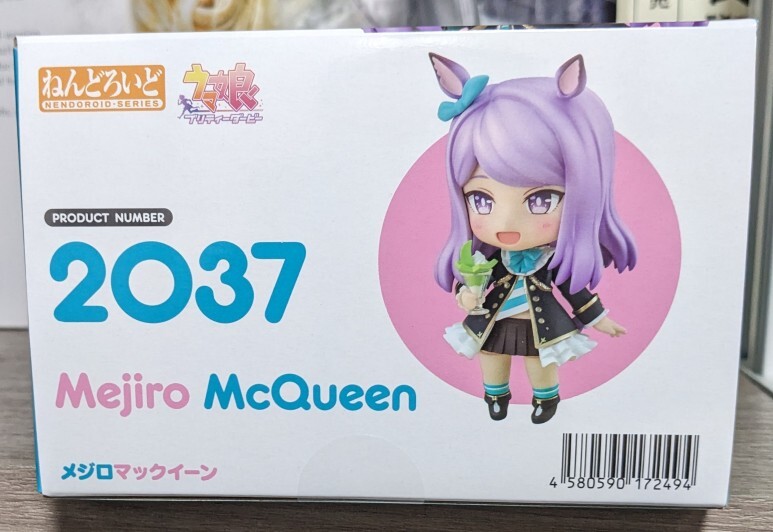 ねんどろいど
NENDOROID·SERIES
ウマ娘
プリティーダービー
PRODUCT NUMBER
2037
Mejiro McQueen
メジロマックイーン
4 580590 172494